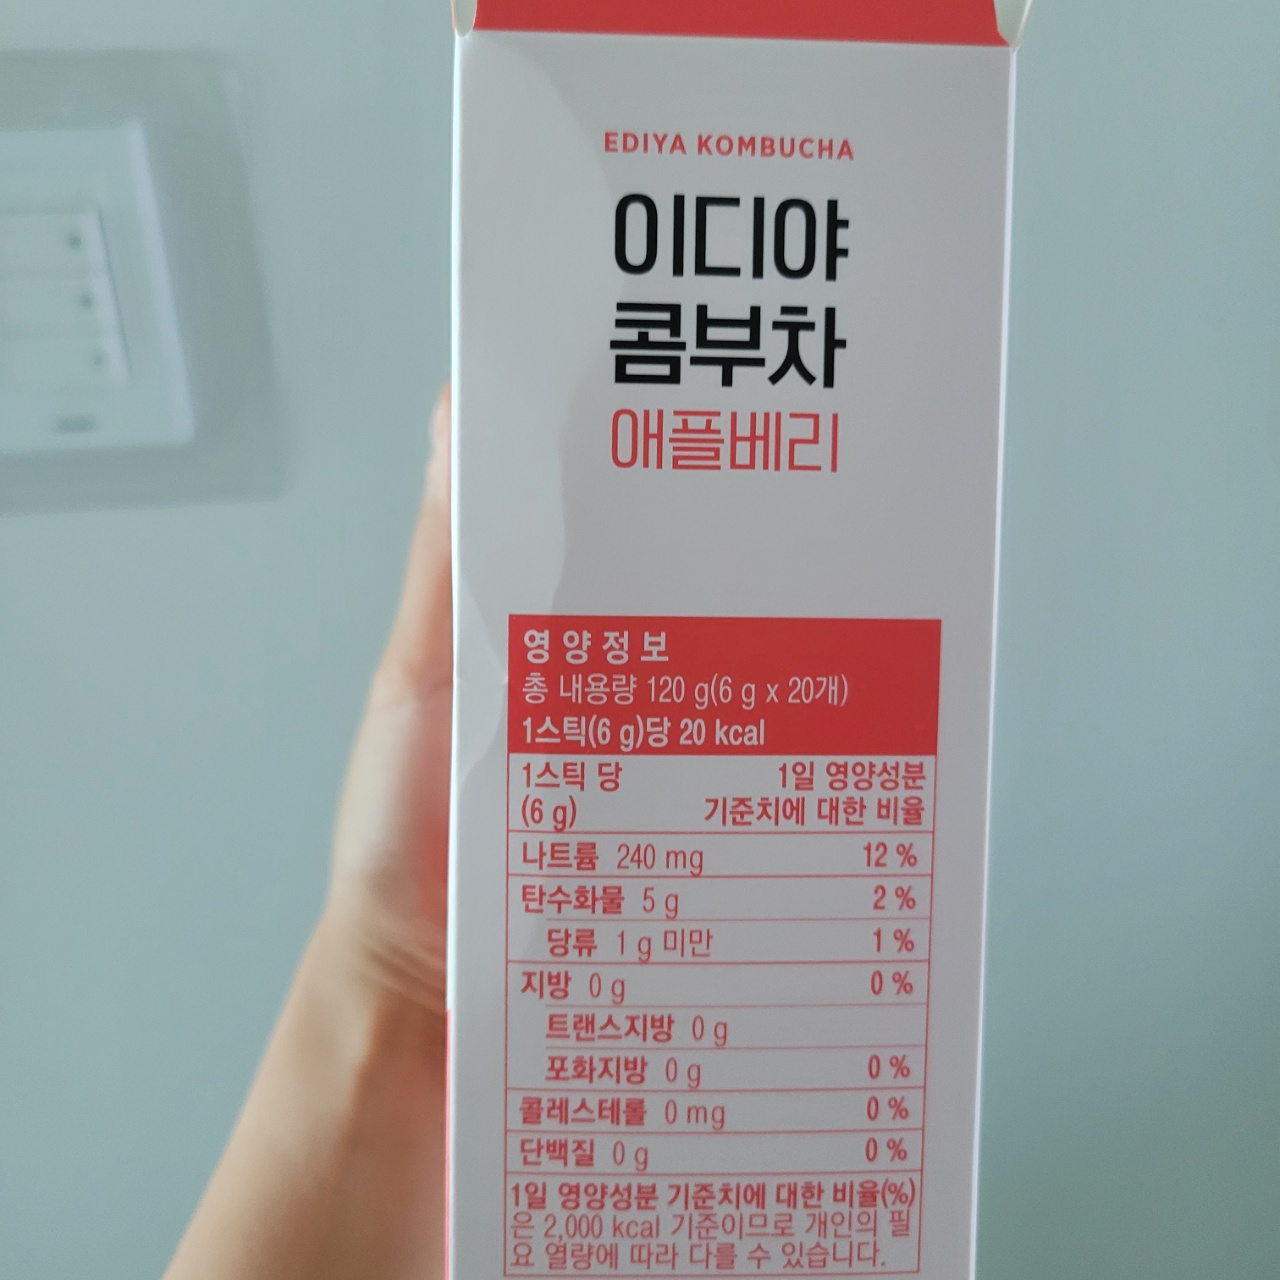 EDIYA KOMBUCHA
이디야
콤부차
애플베리
영양정보
총 내용량 120 g(6 g x 20개)
1스틱(6 g)당 20 kcal
1스틱 당 1일 영양성분
(6 g) 기준치에 대한 비율
나트륨 240 mg 12 %
탄수화물 5 g 2 %
당류 1 g 미만 1 %
지방 0 g 0 %
트랜스지방 0 g
포화지방 0 g 0 %
콜레스테롤 0 mg 0 %
단백질 0 g 0 %
1일 영양성분 기준치에 대한 비율(%)
은 2,000 kcal 기준이므로 개인의 필
요 열량에 따라 다를 수 있습니다.